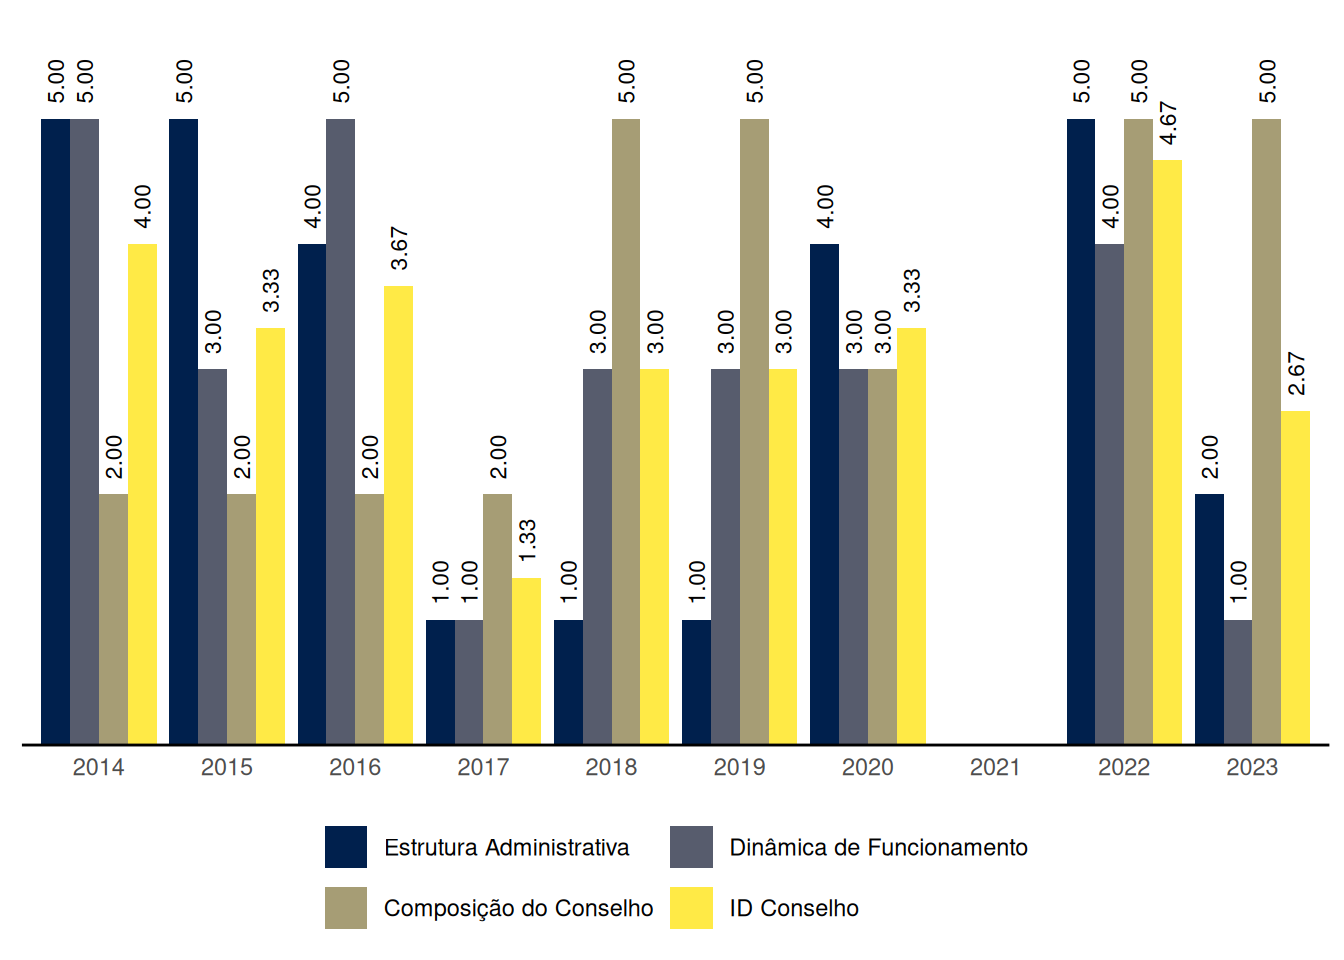 5.00 5.00 2.00 4.00
5.00 3.00 2.00 3.33
4.00 5.00 2.00 3.67
1.00 1.00 2.00 1.33
1.00 3.00 5.00 3.00
1.00 3.00 5.00 3.00
4.00 3.00 3.00 3.33
5.00 4.00 5.00 4.67
2.00 1.00 5.00 2.67
2014 2015 2016 2017 2018 2019 2020 2021 2022 2023
Estrutura Administrativa Dinâmica de Funcionamento
Composição do Conselho ID Conselho